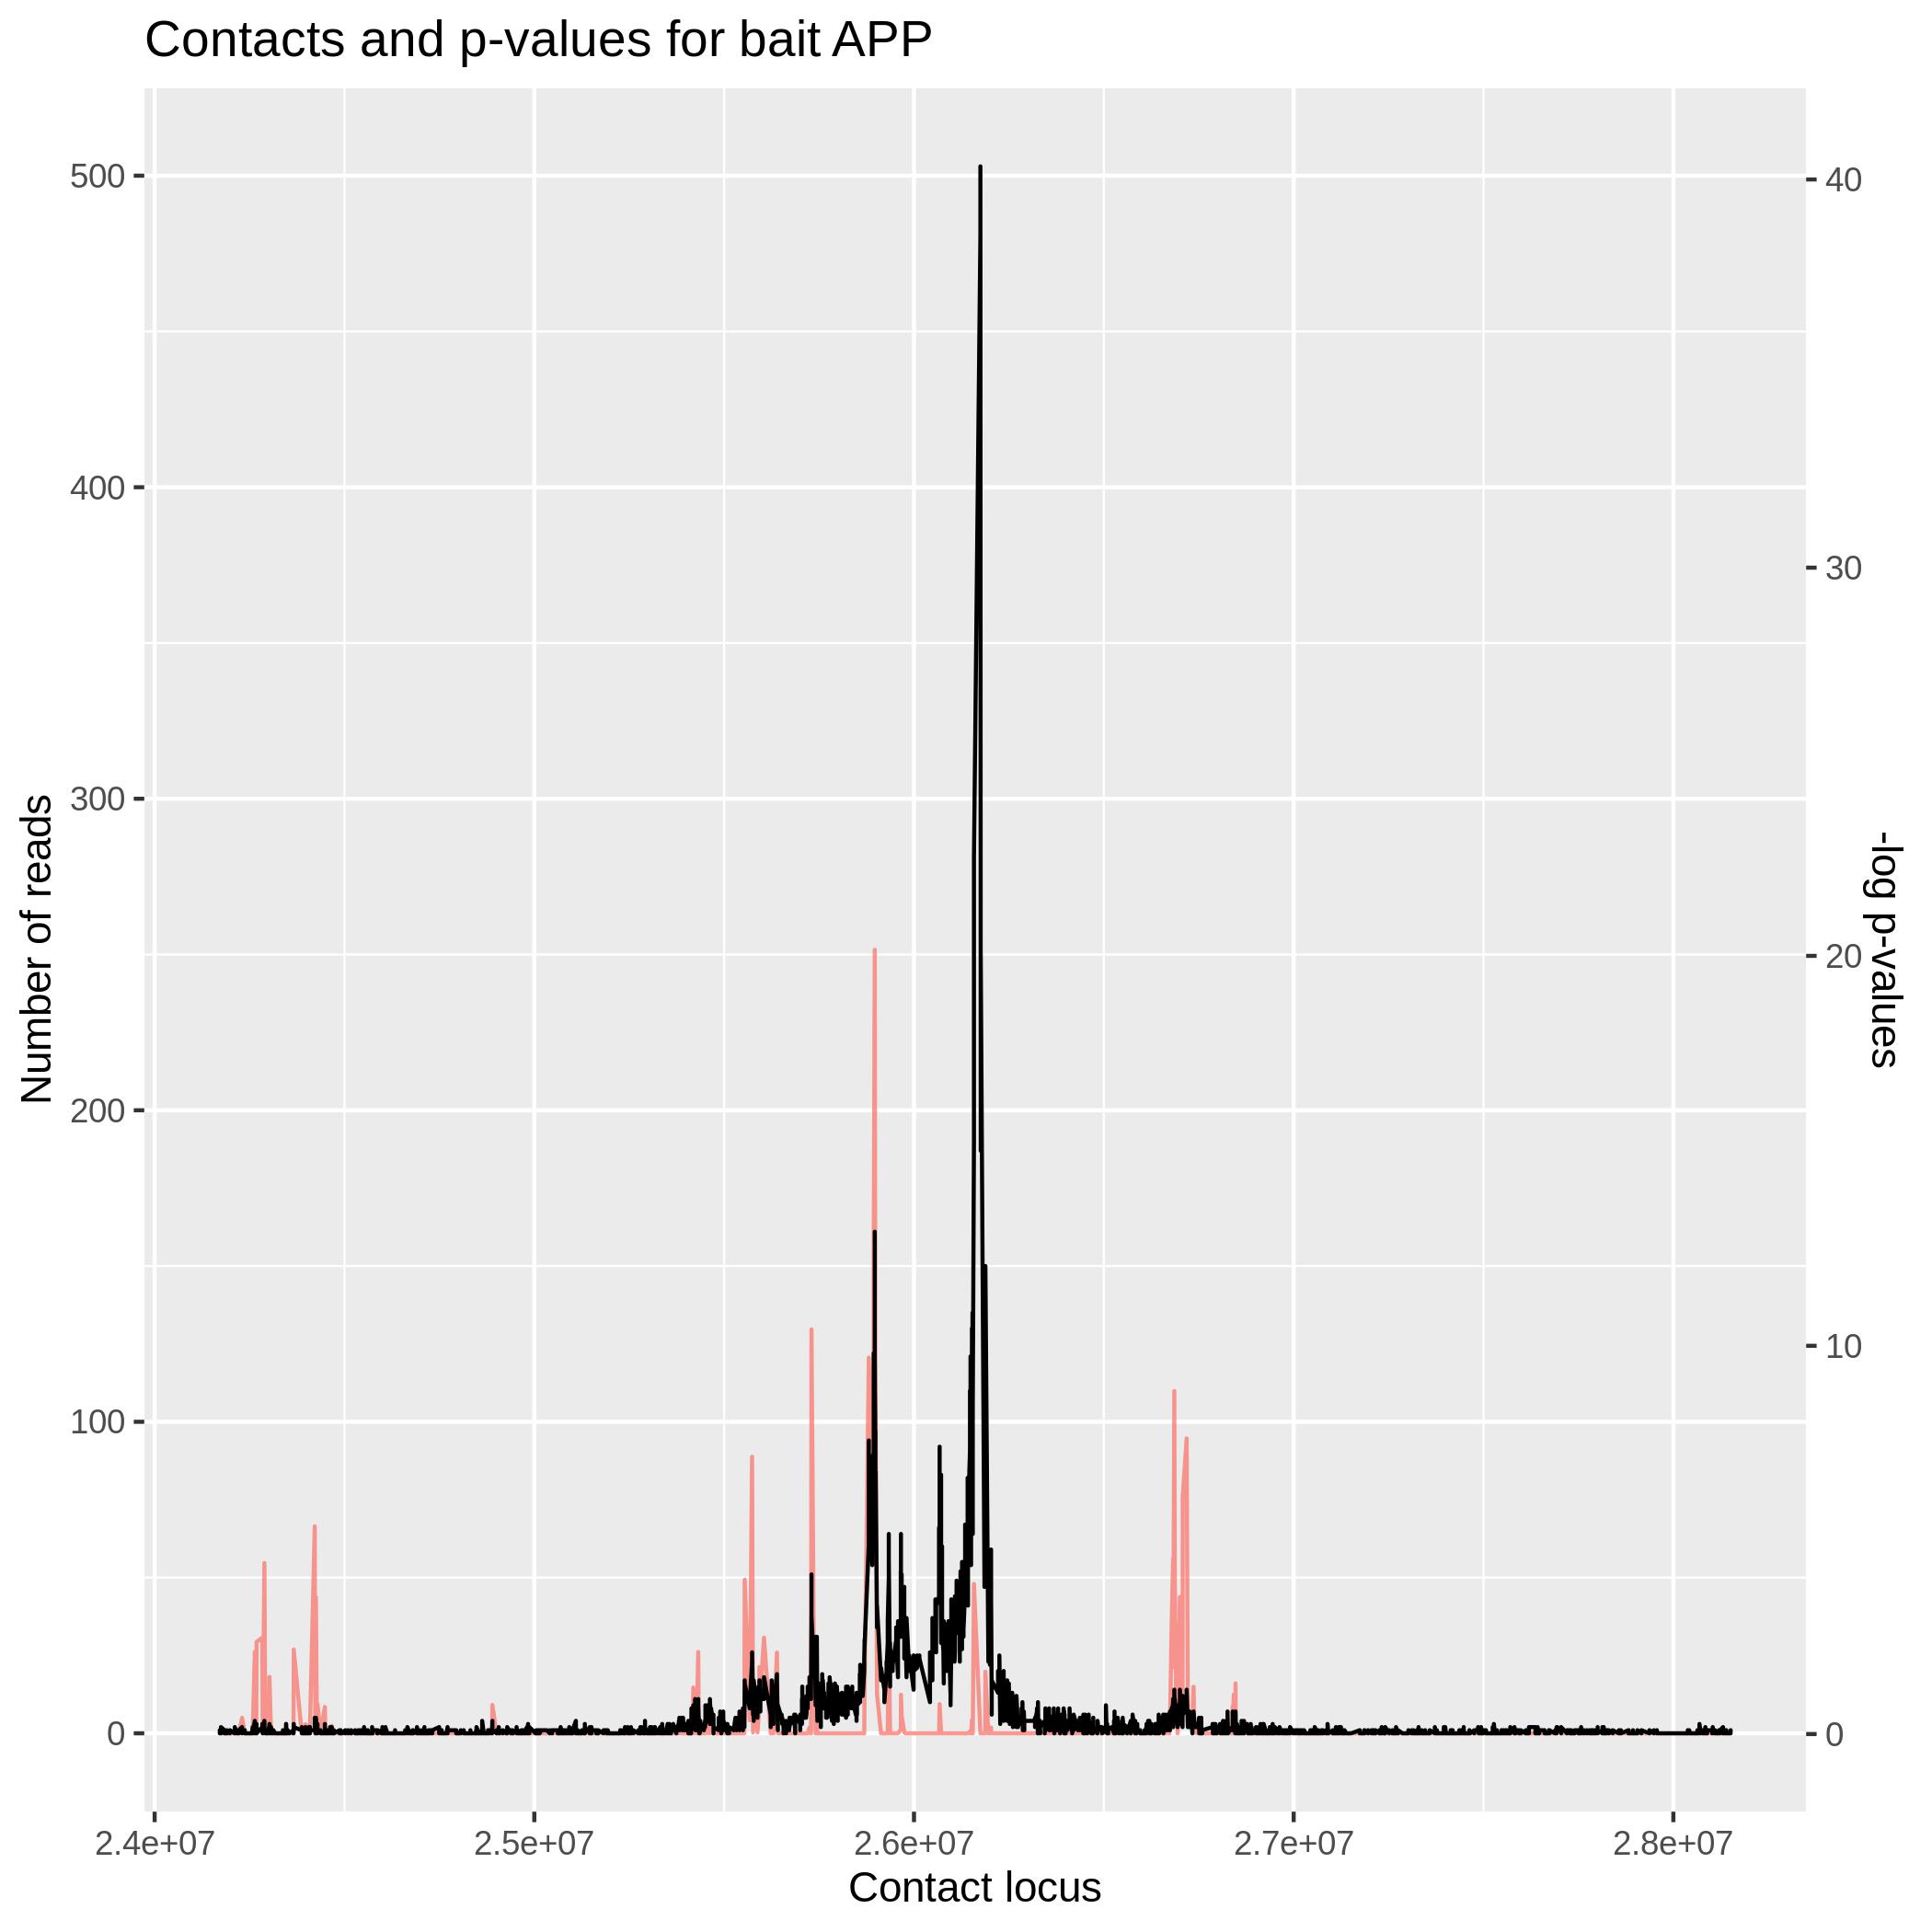 Contacts and p-values for bait APP
Number of reads
500
400
300
200
100
0
40
30
20
10
0
-log p-values
2.4e+07
2.5e+07
2.6e+07
2.7e+07
2.8e+07
Contact locus